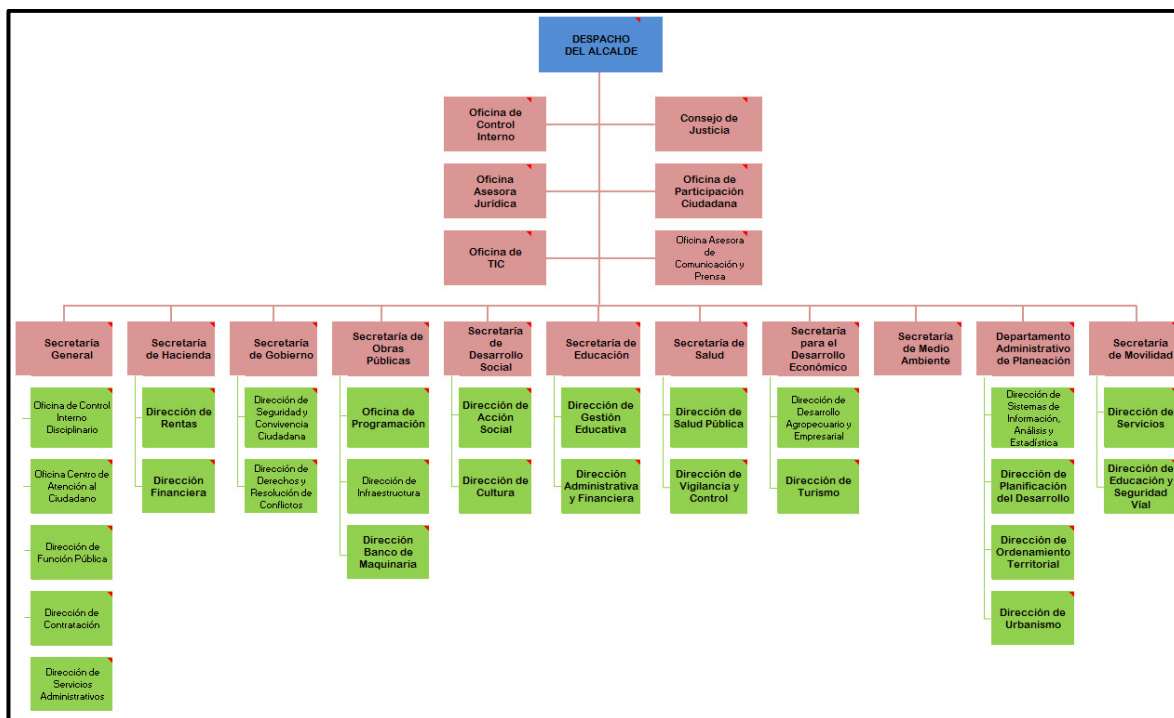 DESPACHO
DEL ALCALDE
Oficina de
Control
Interno
Consejo de
Justicia
Oficina
Asesora
Jurídica
Oficina de
Participación
Ciudadana
Oficina de
TIC
Oficina Asesora
de
Comunicación y
Prensa
Secretaría
General
Secretaría
de Hacienda
Secretaría
de Gobierno
Secretaría de
Obras
Públicas
Secretaría
de
Desarrollo
Social
Secretaría
de Educación
Secretaría
de Salud
Secretaría
para el
Desarrollo
Económico
Secretaría
de Medio
Ambiente
Departamento
Administrativo
de Planeación
Secretaría
de Movilidad
Oficina de Control
Interno
Disciplinario
Dirección de
Rentas
Dirección de
Seguridad y
Convivencia
Ciudadana
Oficina de
Programación
Dirección de
Acción
Social
Dirección de
Gestión
Educativa
Dirección de
Salud Pública
Dirección de
Desarrollo
Agropecuario y
Empresarial
Dirección de
Sistemas de
Información,
Análisis y
Estadística
Dirección de
Servicios
Oficina Centro de
Atención al
Ciudadano
Dirección
Financiera
Dirección de
Derechos y
Resolución de
Conflictos
Dirección de
Infraestructura
Dirección de
Cultura
Dirección
Administrativa
y Financiera
Dirección de
Vigilancia y
Control
Dirección de
Turismo
Dirección de
Planificación
del Desarrollo
Dirección de
Educación y
Seguridad
Vial
Dirección de
Función Pública
Dirección
Banco de
Maquinaria
Dirección de
Ordenamiento
Territorial
Dirección de
Contratación
Dirección de
Urbanismo
Dirección de
Servicios
Administrativos